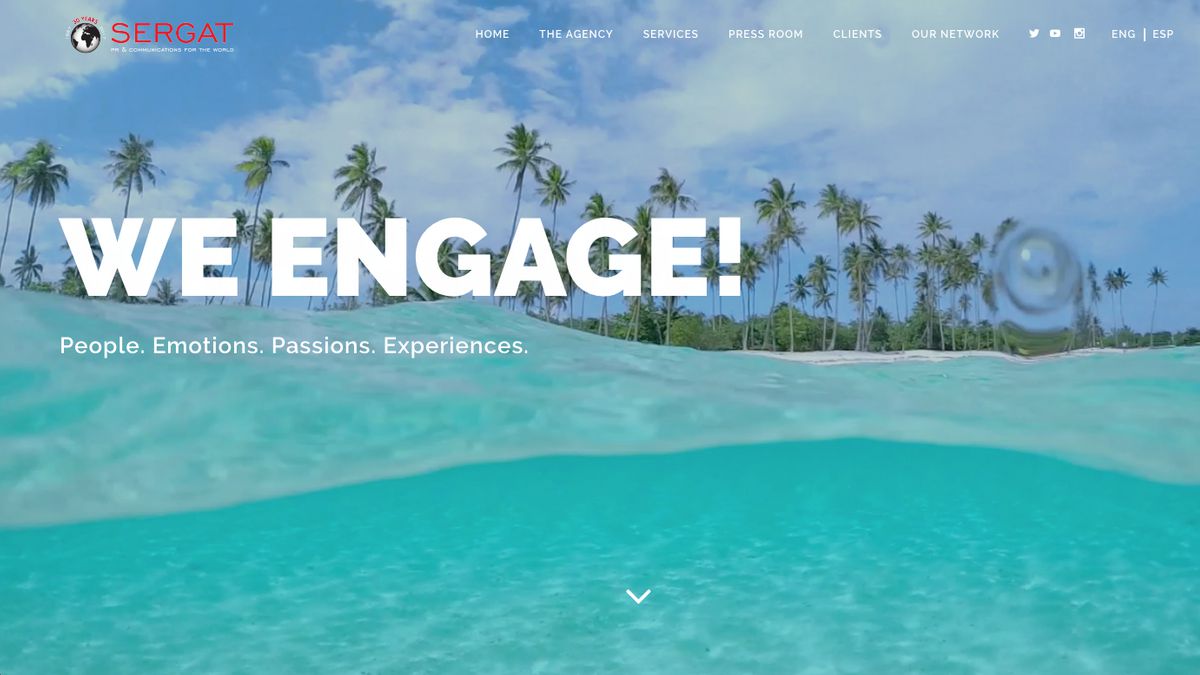 30 YEARS
SERGAT
PR & COMMUNICATIONS FOR THE WORLD
HOME
THE AGENCY
SERVICES
PRESS ROOM
CLIENTS
OUR NETWORK
ENG | ESP
WE ENGAGE!
People. Emotions. Passions. Experiences.